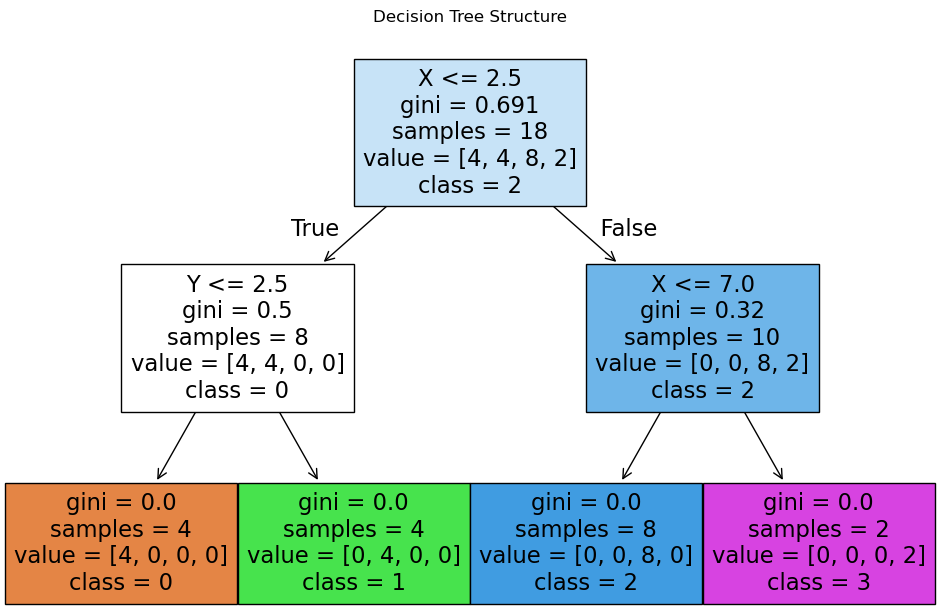 Decision Tree Structure
X <= 2.5
gini = 0.691
samples = 18
value = [4, 4, 8, 2]
class = 2
True
False
Y <= 2.5
gini = 0.5
samples = 8
value = [4, 4, 0, 0]
class = 0
X <= 7.0
gini = 0.32
samples = 10
value = [0, 0, 8, 2]
class = 2
gini = 0.0
samples = 4
value = [4, 0, 0, 0]
class = 0
gini = 0.0
samples = 4
value = [0, 4, 0, 0]
class = 1
gini = 0.0
samples = 8
value = [0, 0, 8, 0]
class = 2
gini = 0.0
samples = 2
value = [0, 0, 0, 2]
class = 3